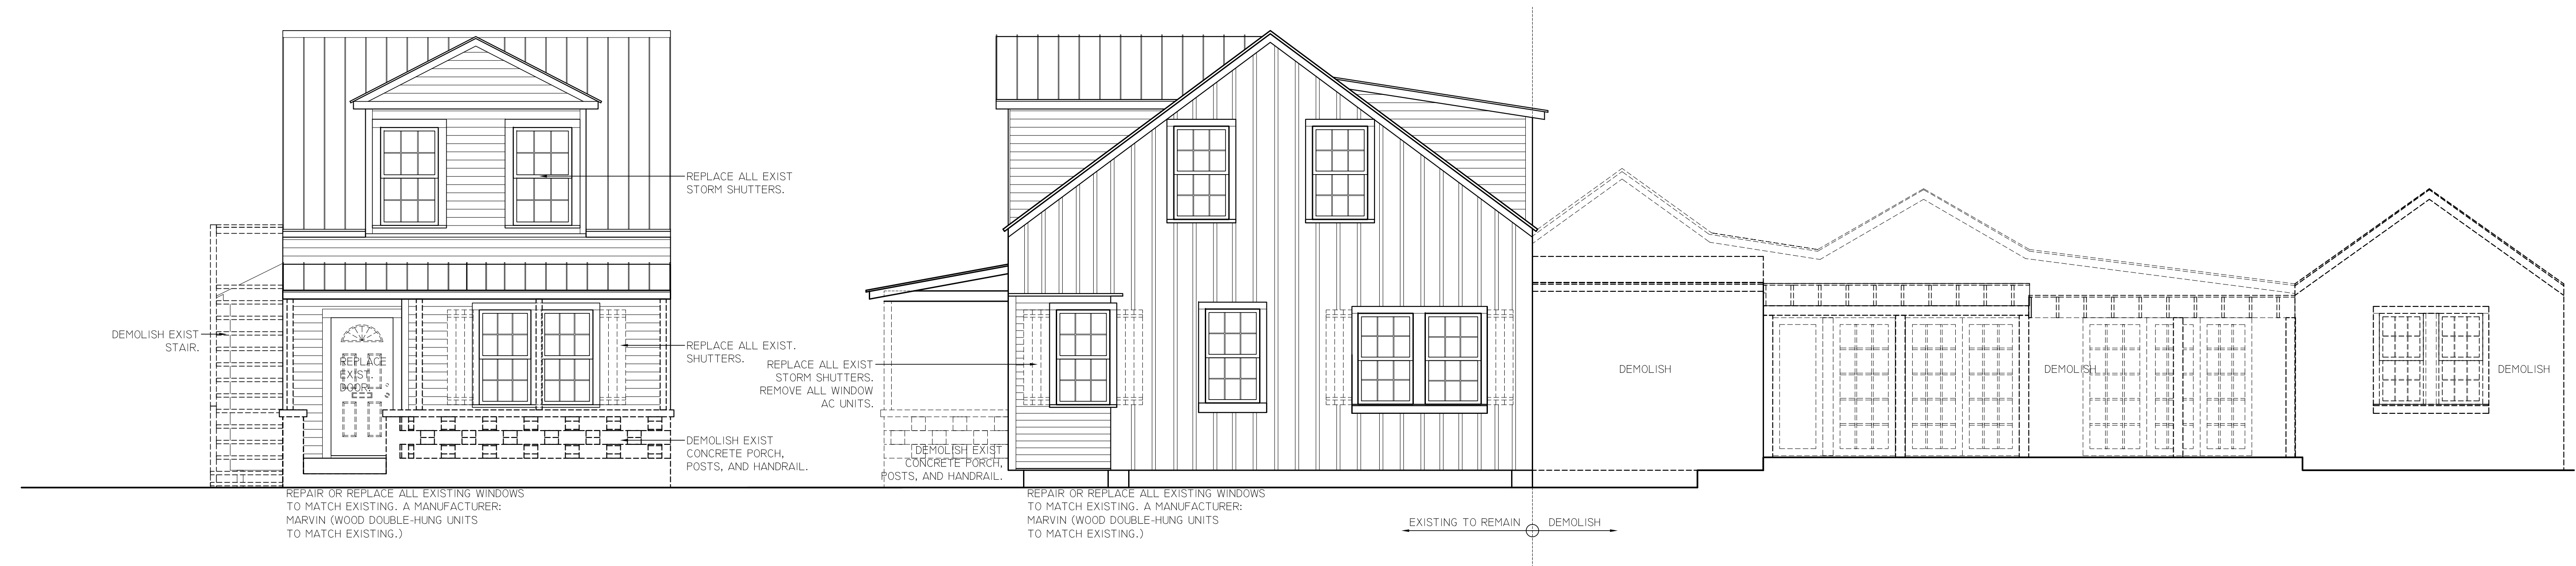 REPLACE ALL EXIST
STORM SHUTTERS.
DEMOLISH EXIST
STAIR.
REPLACE
EXIST
DOOR.
REPLACE ALL EXIST.
SHUTTERS.
DEMOLISH EXIST
CONCRETE PORCH,
POSTS, AND HANDRAIL.
REPAIR OR REPLACE ALL EXISTING WINDOWS
TO MATCH EXISTING. A MANUFACTURER:
MARVIN (WOOD DOUBLE-HUNG UNITS
TO MATCH EXISTING.)
REPLACE ALL EXIST
STORM SHUTTERS.
REMOVE ALL WINDOW
AC UNITS.
DEMOLISH EXIST
CONCRETE PORCH,
POSTS, AND HANDRAIL.
REPAIR OR REPLACE ALL EXISTING WINDOWS
TO MATCH EXISTING. A MANUFACTURER:
MARVIN (WOOD DOUBLE-HUNG UNITS
TO MATCH EXISTING.)
EXISTING TO REMAIN
DEMOLISH
DEMOLISH
DEMOLISH
DEMOLISH